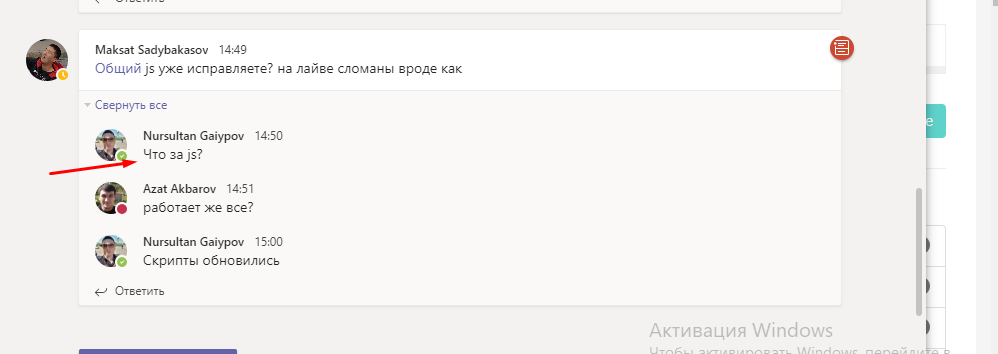 Ответить
Maksat Sadybakasov 14:49
Общий js уже исправляете? на лайве сломаны вроде как
Свернуть все
Nursultan Gaiypov 14:50
Что за js?
Azat Akbarov 14:51
работает же все?
Nursultan Gaiypov 15:00
Скрипты обновились
Ответить
е
Активация Windows
Чтобы активировать Windows, перейдите в